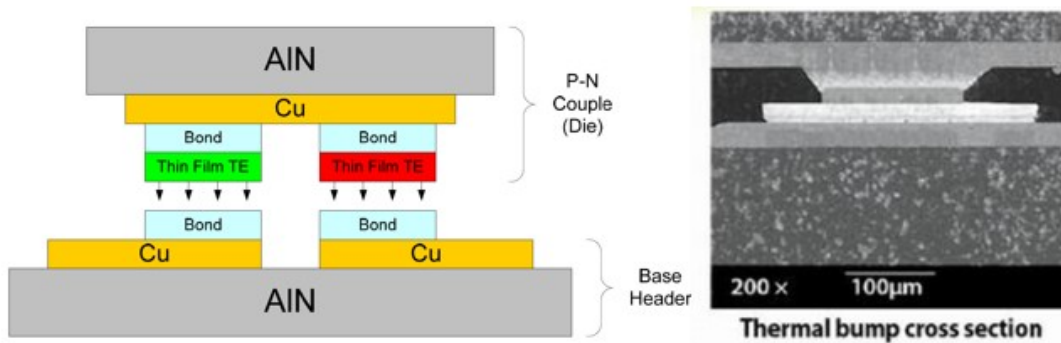 AlN
Cu
Bond
Bond
Thin Film TE
Thin Film TE
P-N
Couple
(Die)
Bond
Bond
Cu
Cu
AlN
Base
Header
200 ×
100μm
Thermal bump cross section